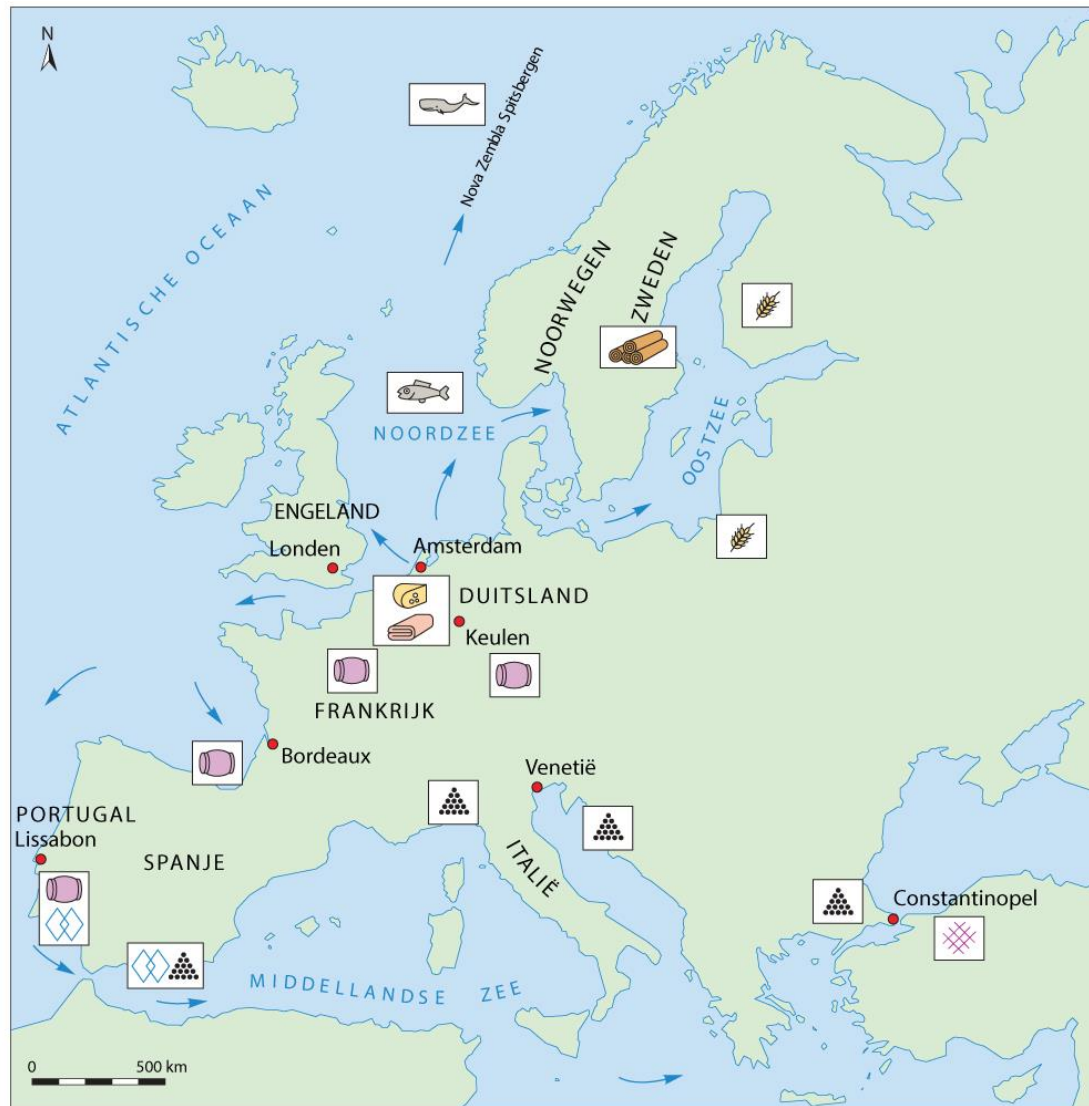 N
Nova Zembla Spitsbergen
ATLANTISCHE OCEAAN
NOORWEGEN
ZWEDEN
NOORDZEE
OOSTZEE
ENGELAND
Londen
Amsterdam
DUITSLAND
Keulen
FRANKRIJK
Bordeaux
Venetië
PORTUGAL
Lissabon
SPANJE
ITALIË
Constantinopel
MIDDELLANDSE ZEE
0 500 km